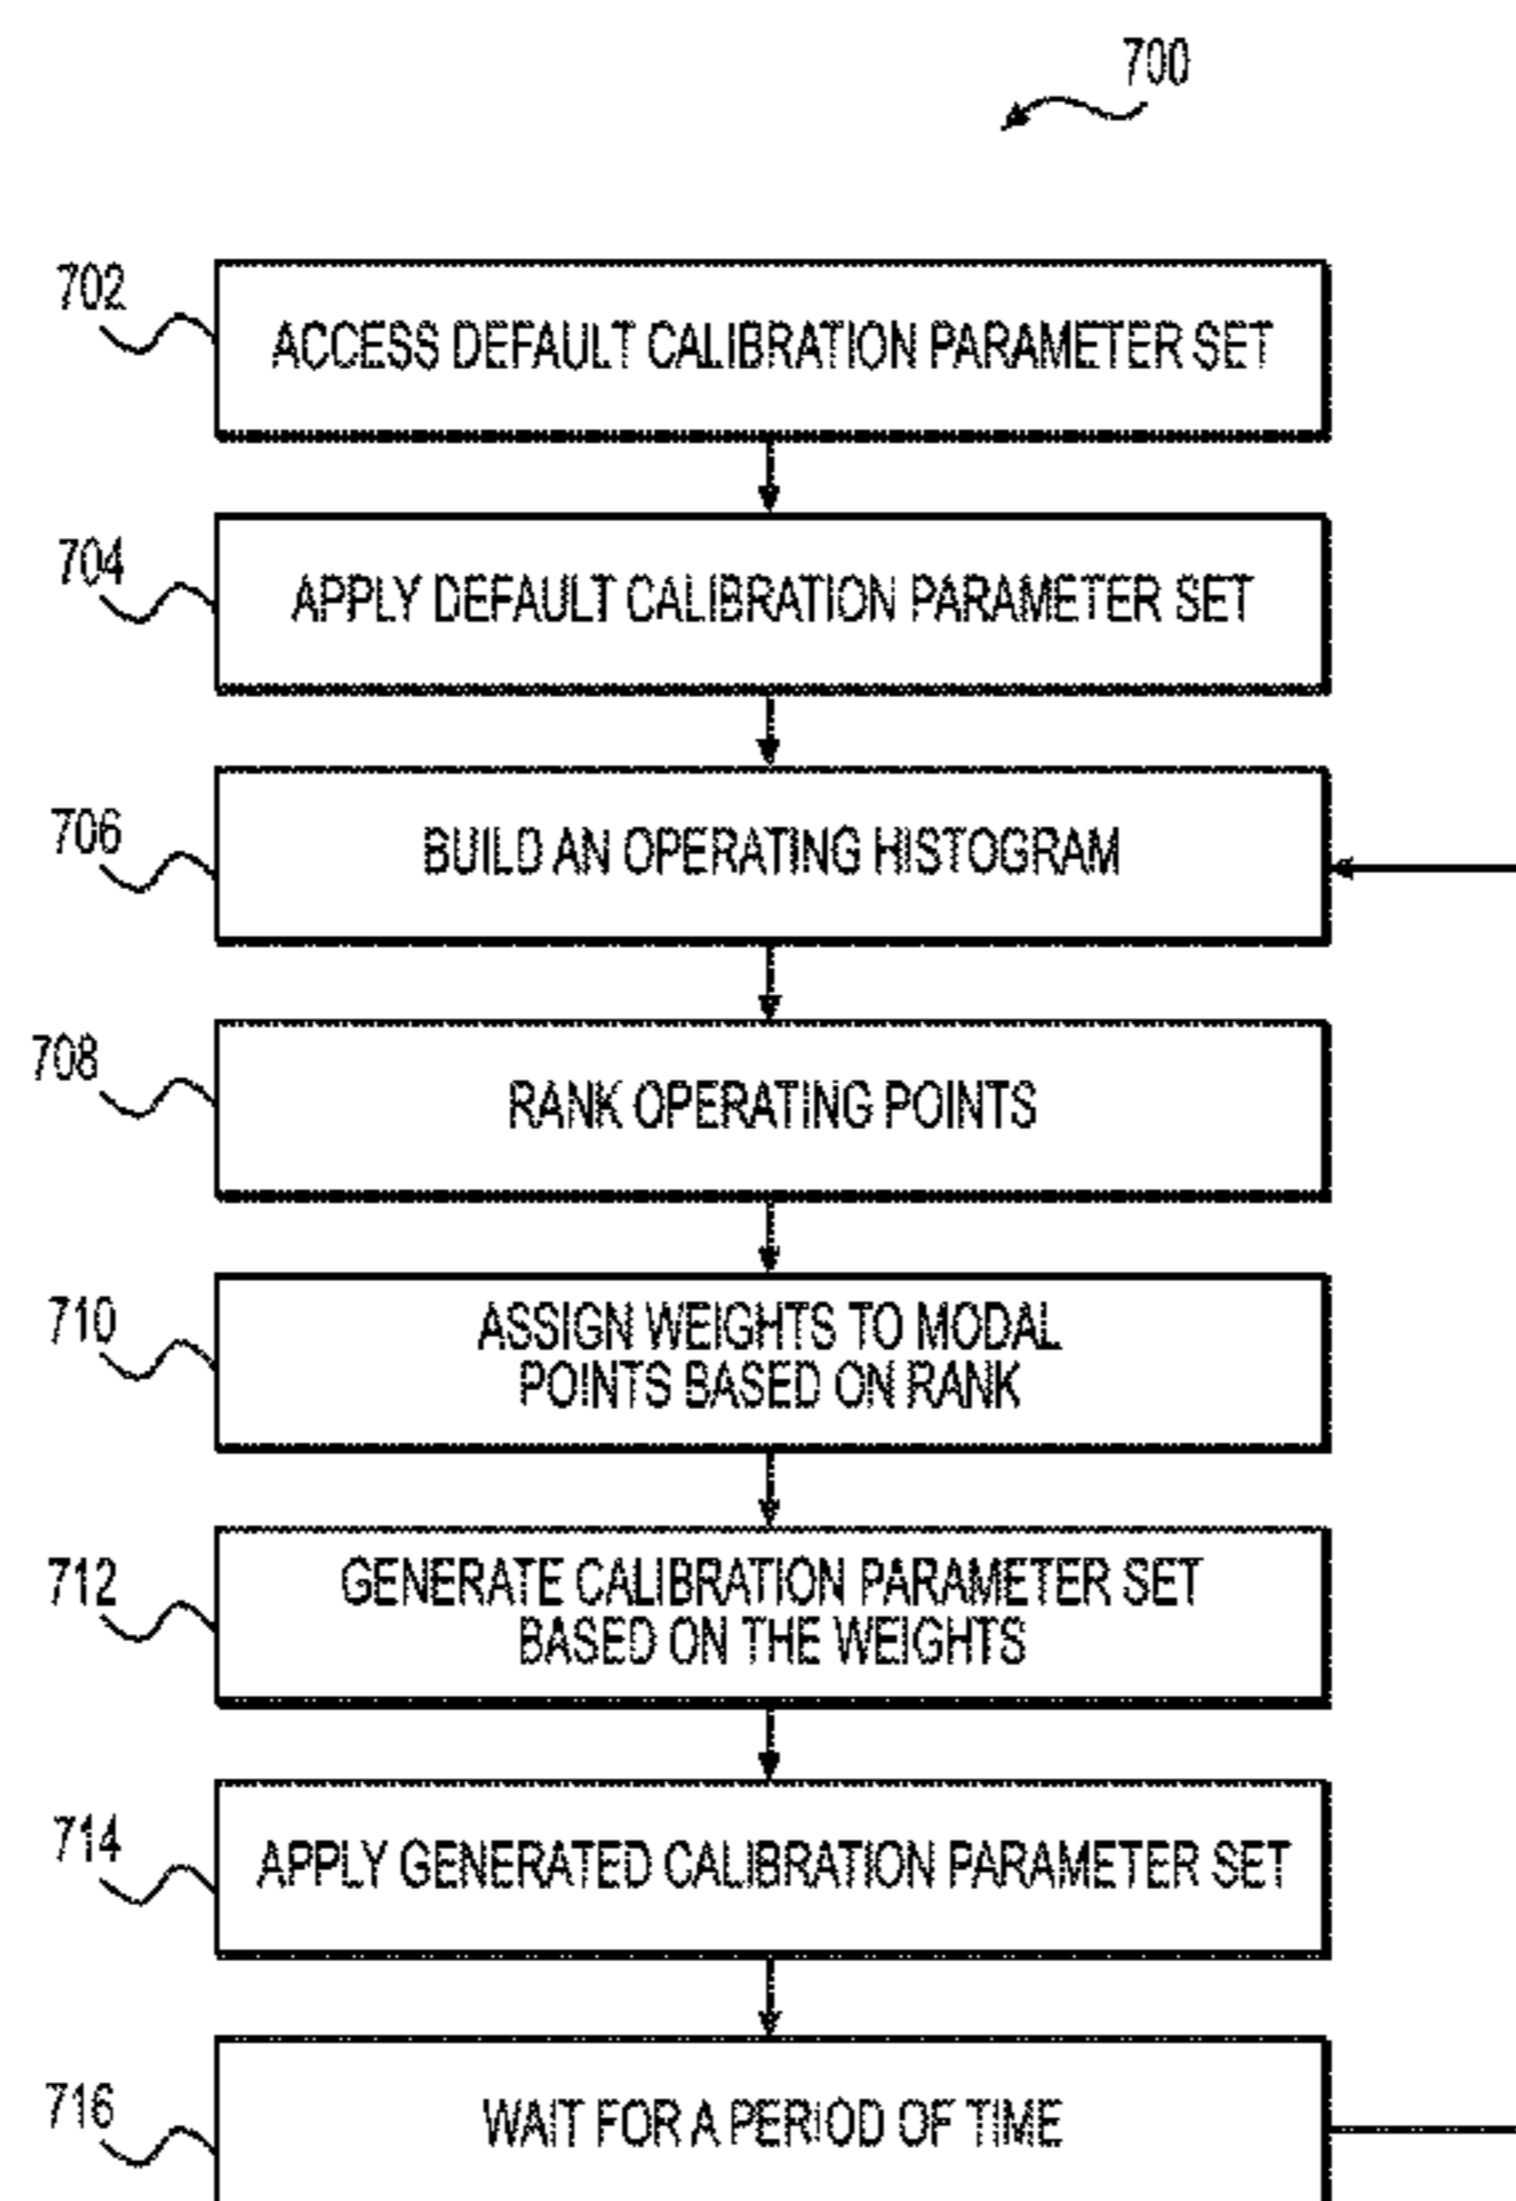 700
702
ACCESS DEFAULT CALIBRATION PARAMETER SET
704
APPLY DEFAULT CALIBRATION PARAMETER SET
706
BUILD AN OPERATING HISTOGRAM
708
RANK OPERATING POINTS
710
ASSIGN WEIGHTS TO MODAL
POINTS BASED ON RANK
712
GENERATE CALIBRATION PARAMETER SET
BASED ON THE WEIGHTS
714
APPLY GENERATED CALIBRATION PARAMETER SET
716
WAIT FOR A PERIOD OF TIME